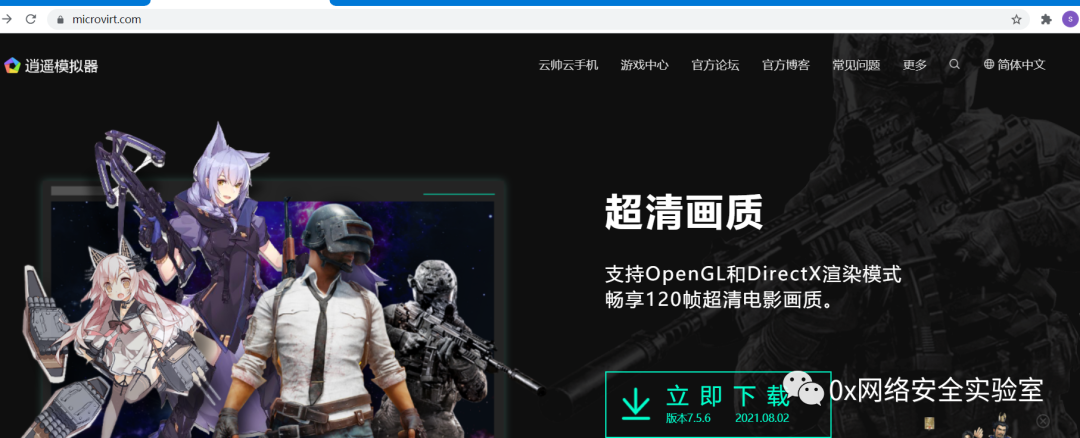 microvirt.com
S
逍遥模拟器
云帅云手机 游戏中心 官方论坛 官方博客 常见问题 更多 简体中文
超清画质
支持OpenGL和DirectX渲染模式
畅享120帧超清电影画质。
立即下载
版本7.5.6 2021.08.02
0x网络安全实验室